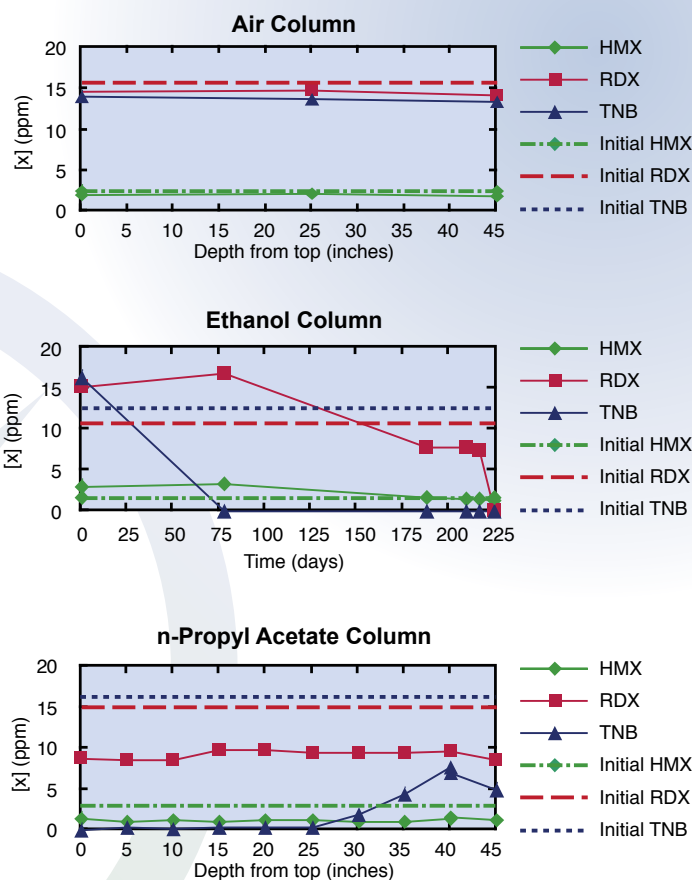 Air Column
[x] (ppm)
20
15
10
5
0
0 5 10 15 20 25 30 35 40 45
Depth from top (inches)
HMX
RDX
TNB
Initial HMX
Initial RDX
Initial TNB
Ethanol Column
[x] (ppm)
20
15
10
5
0
0 25 50 75 100 125 150 175 200 225
Time (days)
HMX
RDX
TNB
Initial HMX
Initial RDX
Initial TNB
n-Propyl Acetate Column
[x] (ppm)
20
15
10
5
0
0 5 10 15 20 25 30 35 40 45
Depth from top (inches)
HMX
RDX
TNB
Initial HMX
Initial RDX
Initial TNB